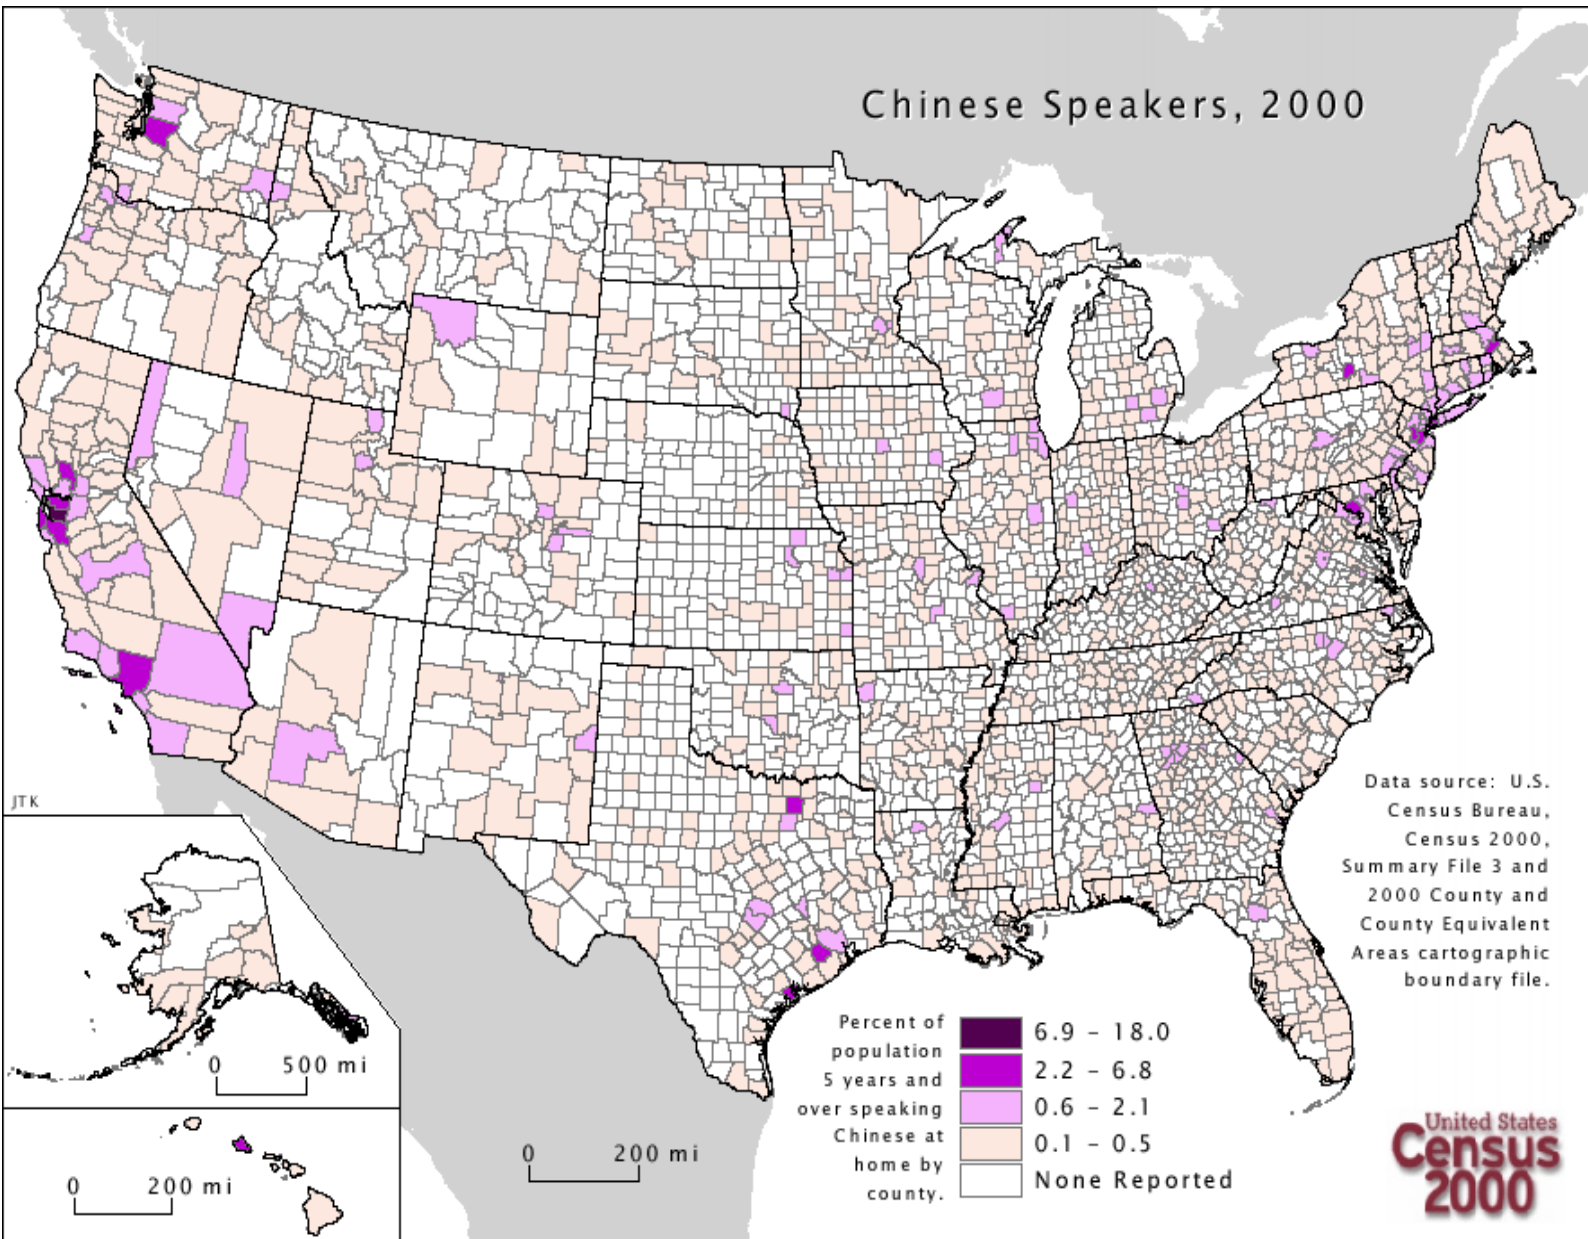 Chinese Speakers, 2000
JTK
Data source: U.S.
Census Bureau,
Census 2000,
Summary File 3 and
2000 County and
County Equivalent
Areas cartographic
boundary file.
0 500 mi
0 200 mi
0 200 mi
Percent of
population
5 years and
over speaking
Chinese at
home by
county.
6.9 - 18.0
2.2 - 6.8
0.6 - 2.1
0.1 - 0.5
None Reported
United States
Census
2000